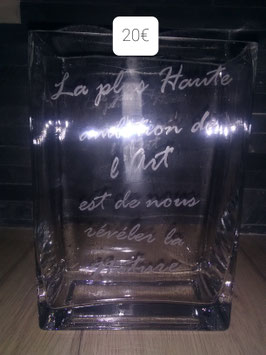 20€
La plus Haute
ambition de
l'Art
est de nous
révéler la